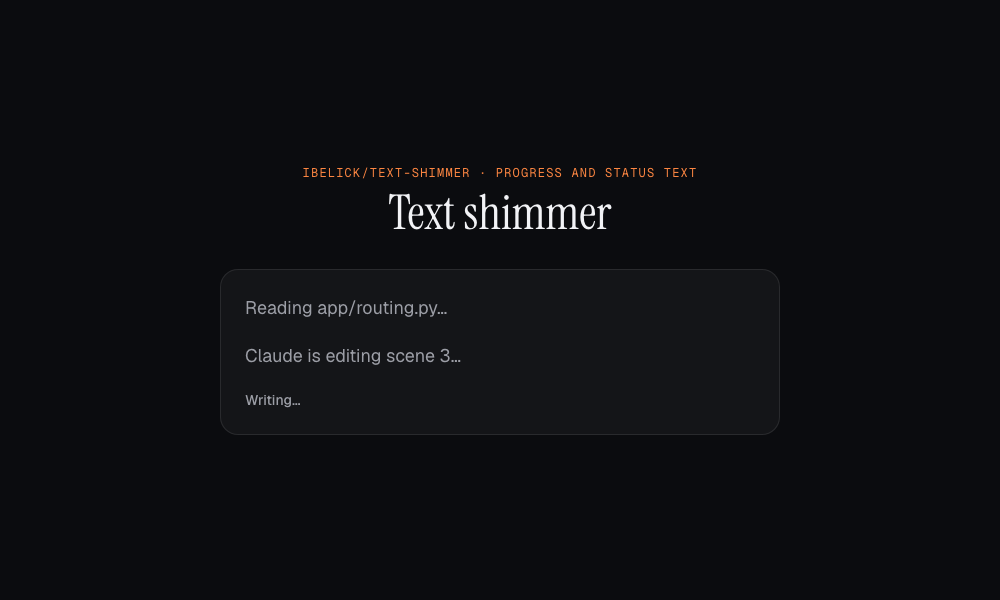 IBELICK/TEXT-SHIMMER · PROGRESS AND STATUS TEXT
Text shimmer
Reading app/routing.py…
Claude is editing scene 3…
Writing…